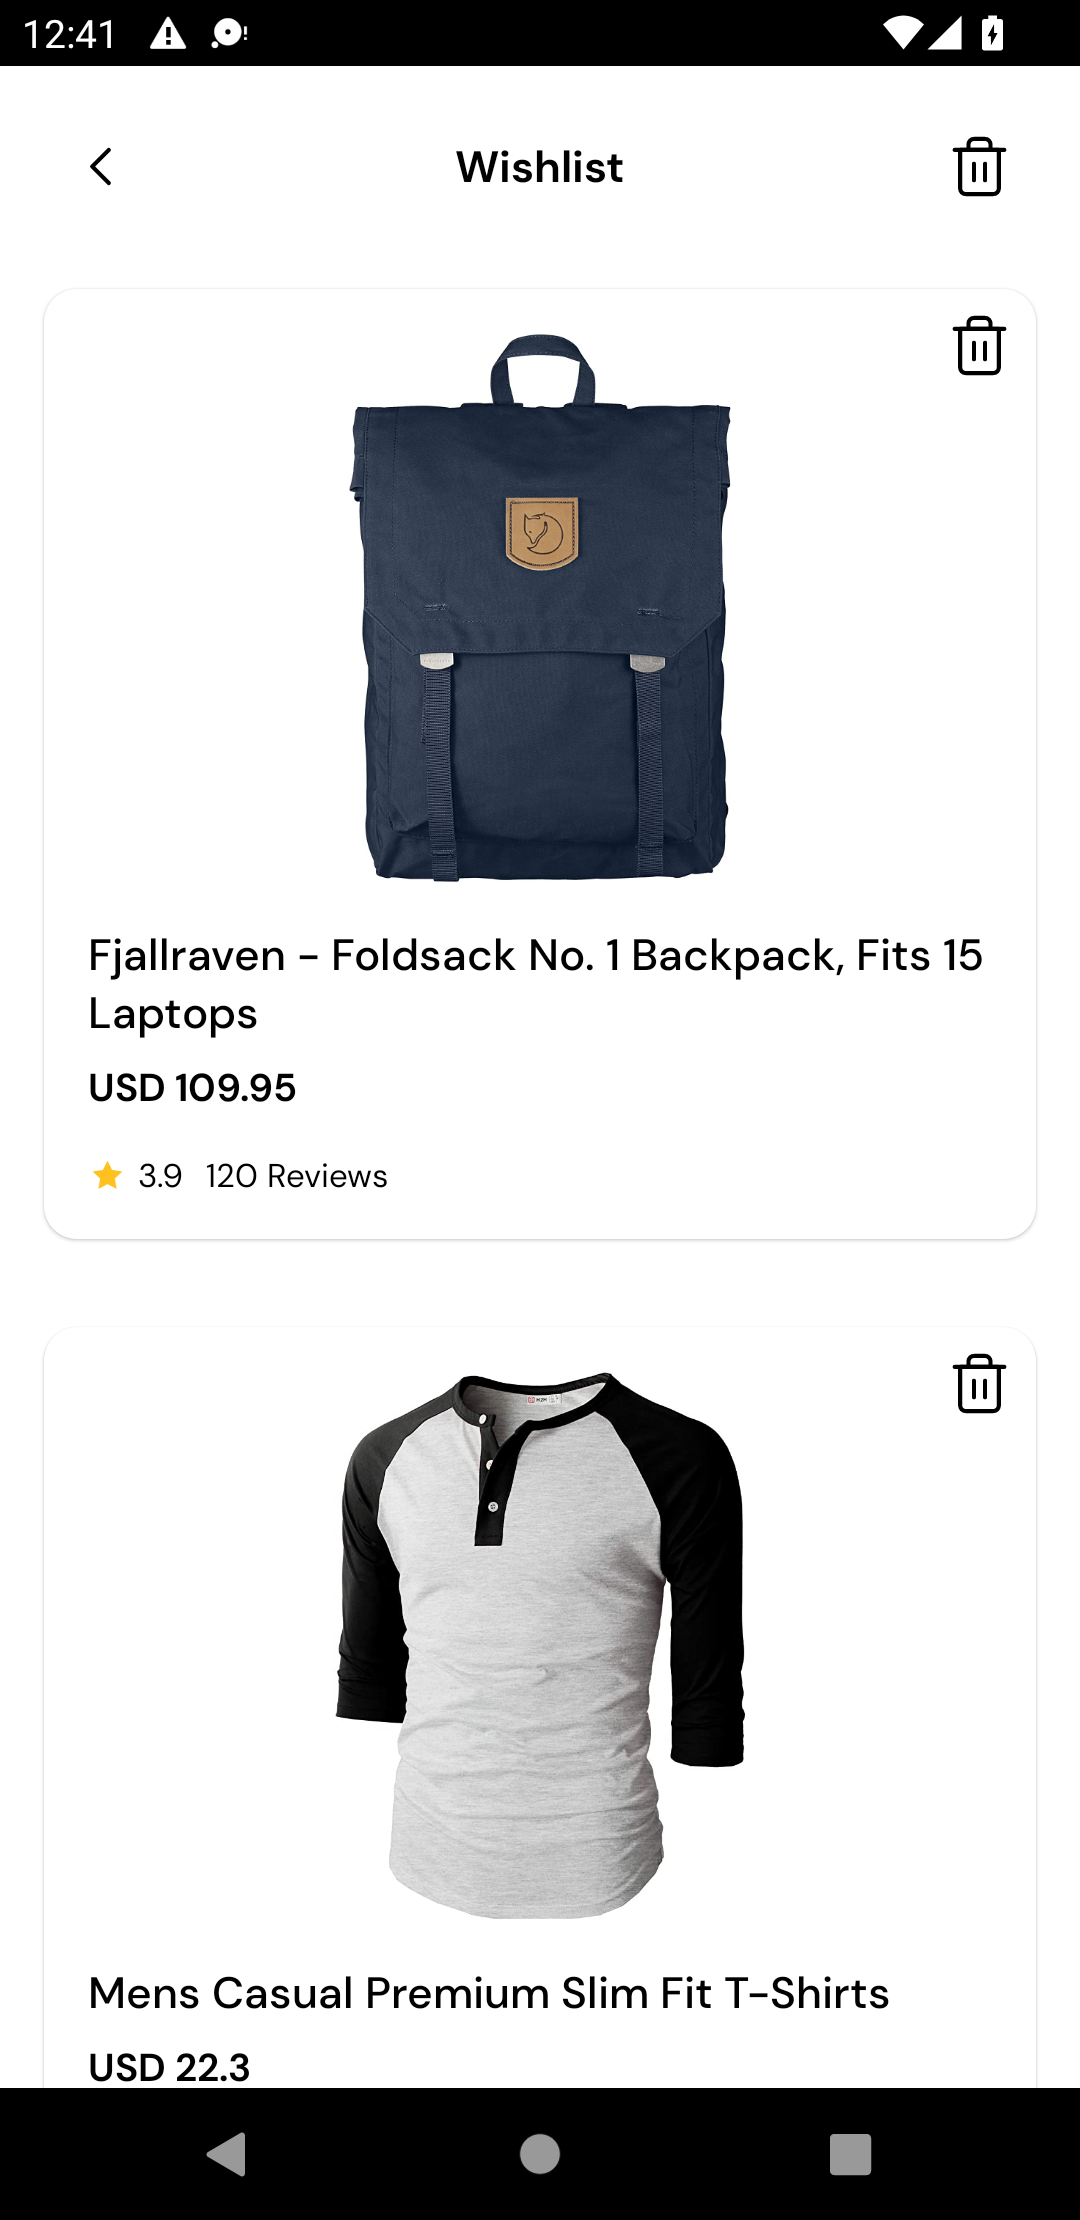 12:41
Wishlist
Fjallraven - Foldsack No. 1 Backpack, Fits 15
Laptops
USD 109.95
3.9 120 Reviews
Mens Casual Premium Slim Fit T-Shirts
USD 22.3